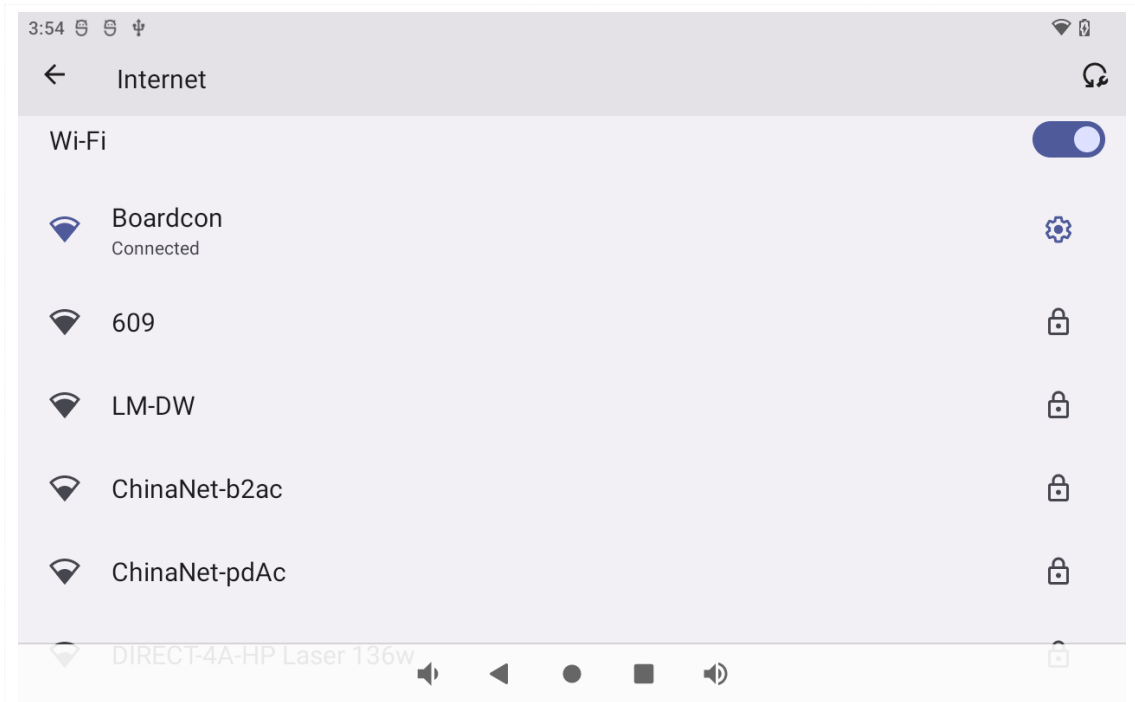 3:54
Internet
Wi-Fi
Boardcon
Connected
609
LM-DW
ChinaNet-b2ac
ChinaNet-pdAc
DIRECT-4A-HP Laser 136w